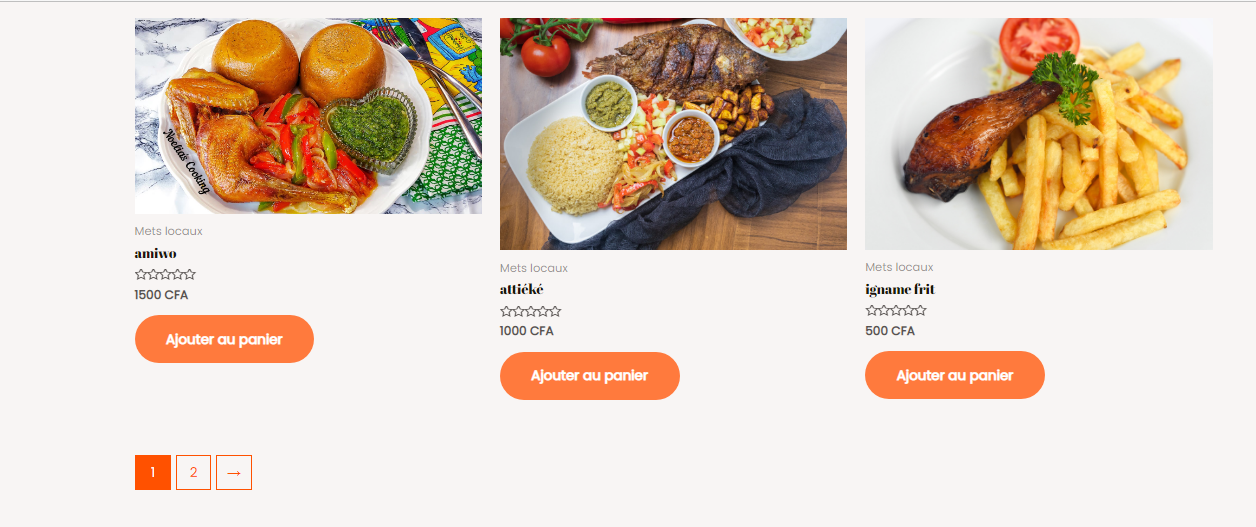 Noelia's Cooking
Mets locaux
amiwo
1500 CFA
Ajouter au panier
Mets locaux
attiéké
1000 CFA
Ajouter au panier
Mets locaux
igname frit
500 CFA
Ajouter au panier
1 2 →